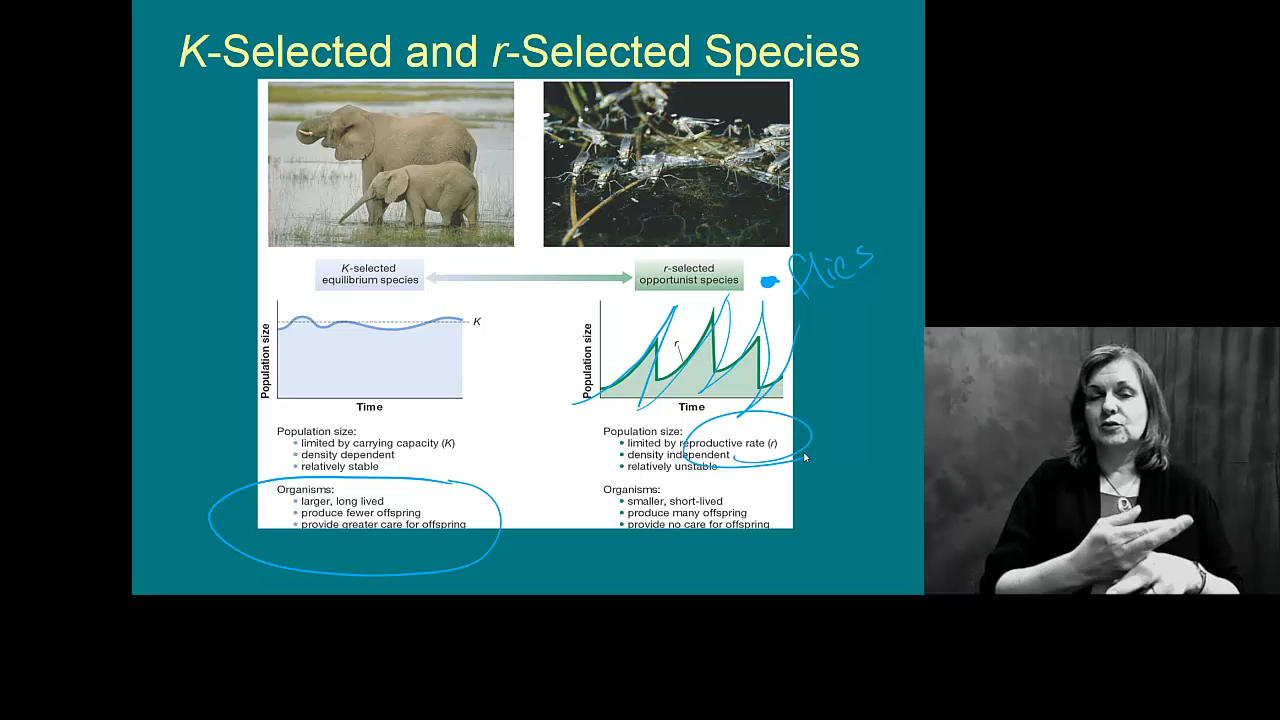 K-Selected and r-Selected Species
K-selected
equilibrium species
r-selected
opportunist species
flies
Population size
K
Time
Population size
r
Time
Population size:
• limited by carrying capacity (K)
• density dependent
• relatively stable
Organisms:
• larger, long lived
• produce fewer offspring
• provide greater care for offspring
Population size:
• limited by reproductive rate (r)
• density independent
• relatively unstable
Organisms:
• smaller, short-lived
• produce many offspring
• provide no care for offspring